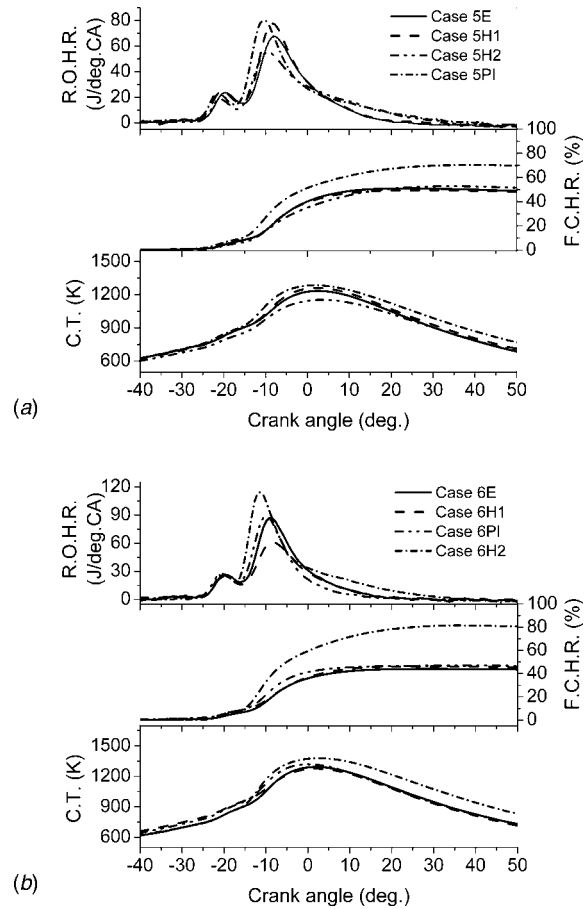 R.O.H.R.
(J/deg.CA)
80
60
40
20
0
Case 5E
Case 5H1
Case 5H2
Case 5PI
100
80
60
40
20
0
F.C.H.R. (%)
C.T. (K)
1500
1200
900
600
-40 -30 -20 -10 0 10 20 30 40 50
Crank angle (deg.)
(a)
R.O.H.R.
(J/deg.CA)
120
90
60
30
0
Case 6E
Case 6H1
Case 6PI
Case 6H2
100
80
60
40
20
0
F.C.H.R. (%)
C.T. (K)
1500
1200
900
600
-40 -30 -20 -10 0 10 20 30 40 50
Crank angle (deg.)
(b)